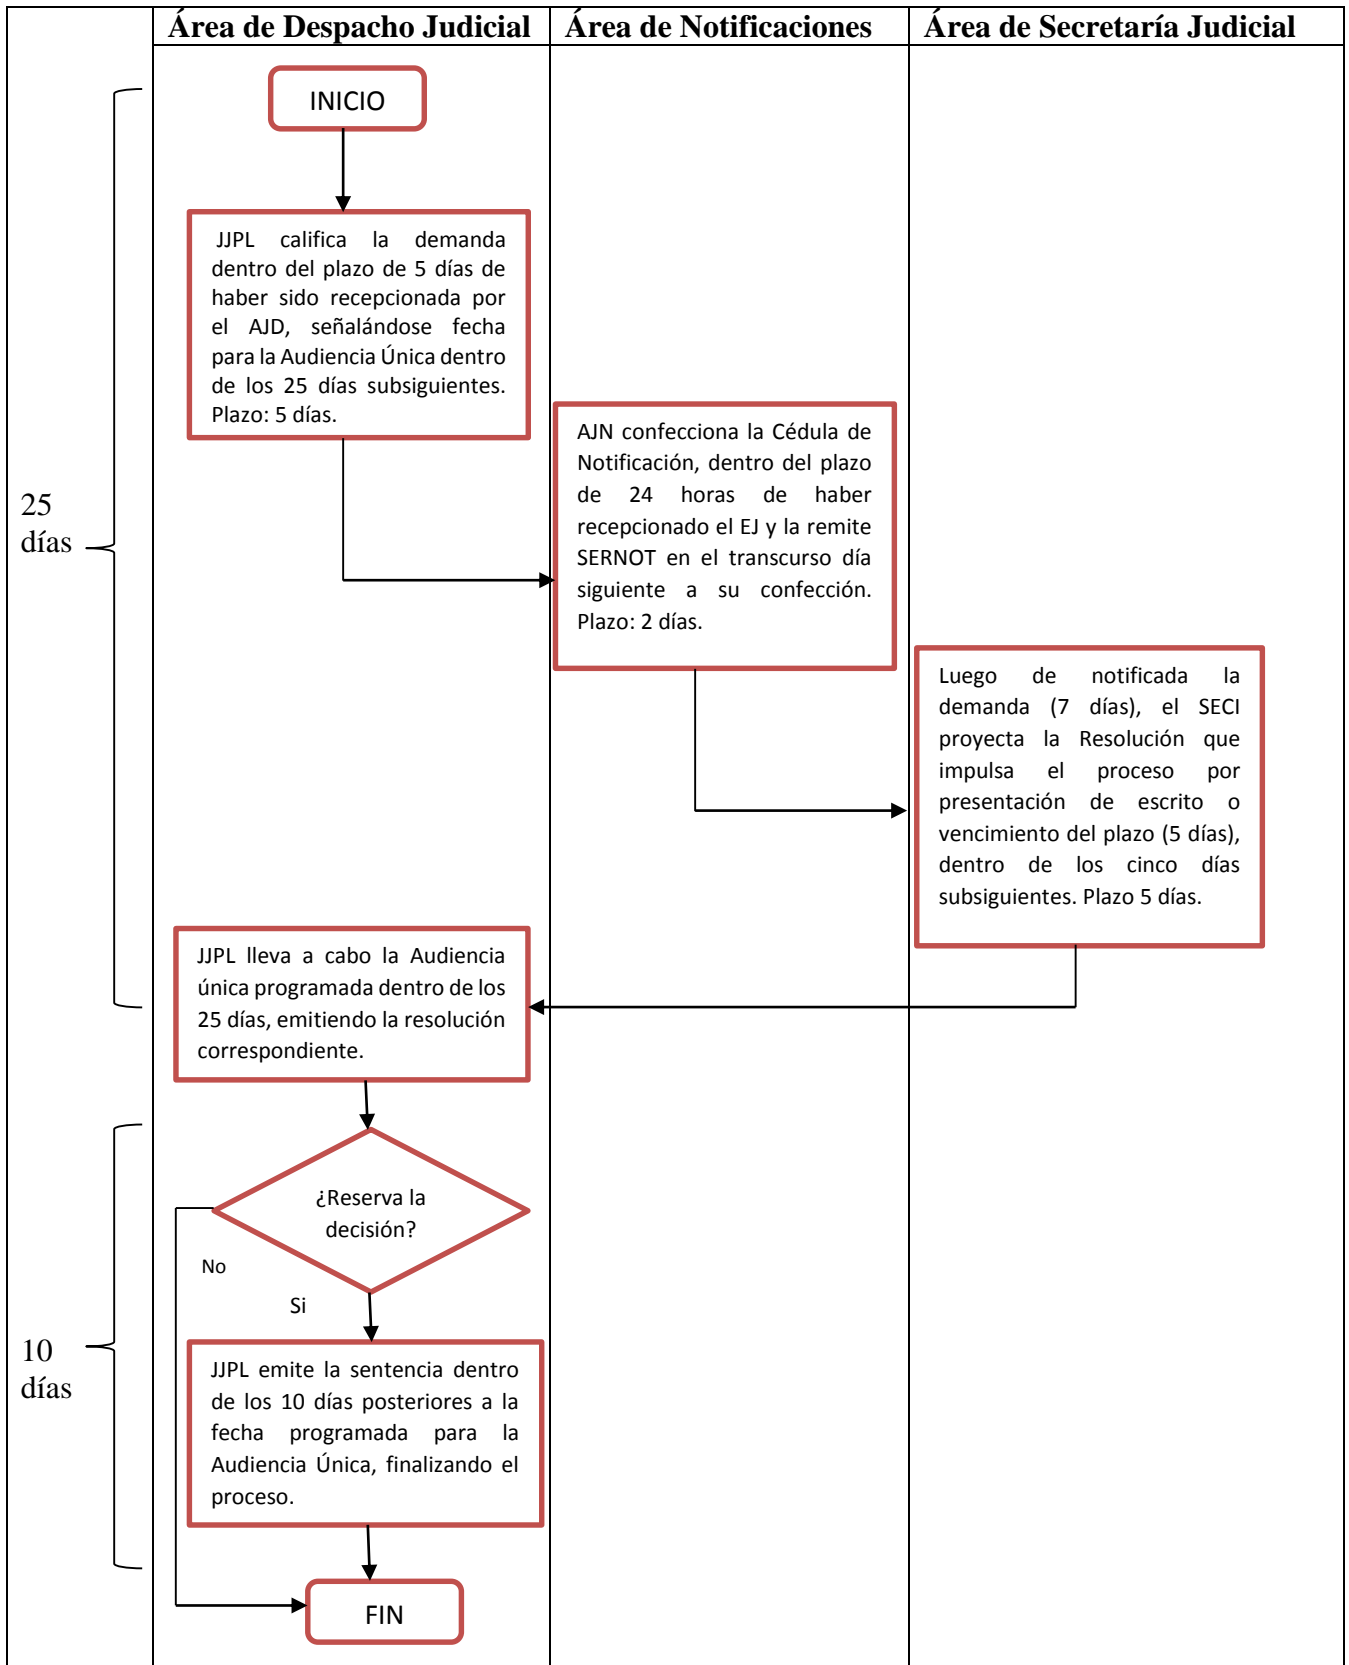 Área de Despacho Judicial
Área de Notificaciones
Área de Secretaría Judicial
INICIO
JJPL califica la demanda
dentro del plazo de 5 días de
haber sido recepcionada por
el AJD, señalándose fecha
para la Audiencia Única dentro
de los 25 días subsiguientes.
Plazo: 5 días.
AJN confecciona la Cédula de
Notificación, dentro del plazo
de 24 horas de haber
recepcionado el EJ y la remite
SERNOT en el transcurso día
siguiente a su confección.
Plazo: 2 días.
25
días
Luego de notificada la
demanda (7 días), el SECI
proyecta la Resolución que
impulsa el proceso por
presentación de escrito o
vencimiento del plazo (5 días),
dentro de los cinco días
subsiguientes. Plazo 5 días.
JJPL lleva a cabo la Audiencia
única programada dentro de los
25 días, emitiendo la resolución
correspondiente.
¿Reserva la
decisión?
No
Si
10
días
JJPL emite la sentencia dentro
de los 10 días posteriores a la
fecha programada para la
Audiencia Única, finalizando el
proceso.
FIN